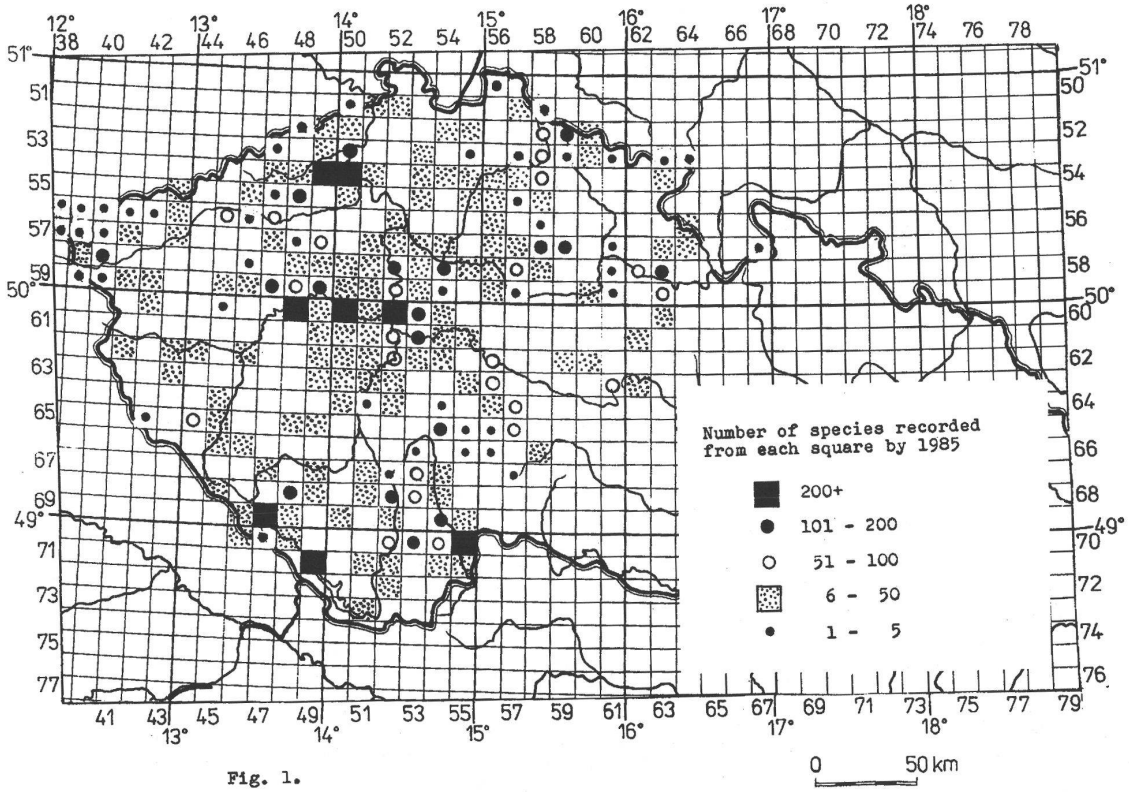 12° 13° 14° 15° 16° 17° 18°
38 40 42 44 46 48 50 52 54 56 58 60 62 64 66 68 70 72 74 76 78
51° 51°
50
51
52
53
54
55
56
57
58
59
50° 50°
60
61
62
63
64
65
66
67
68
69
49° 49°
70
71
72
73
74
75
76
77
Number of species recorded
from each square by 1985
200+
101 - 200
51 - 100
6 - 50
1 - 5
41 43 45 47 49 51 53 55 57 59 61 63 65 67 69 71 73 75 77 79
13° 14° 15° 16° 17° 18°
0 50 km
Fig. 1.